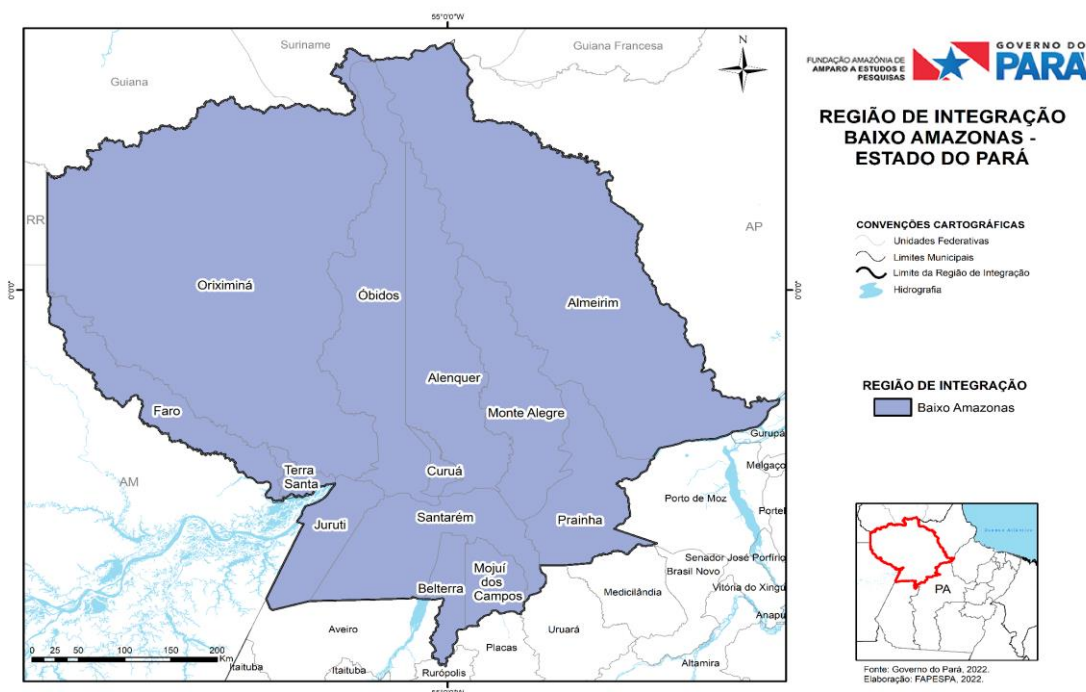 55°0'0"W
Suriname
Guiana Francesa
Guiana
N
RR
AP
0°0'0"
0°0'0"
Oriximiná
Óbidos
Almeirim
Alenquer
Monte Alegre
Faro
AM
Terra
Santa
Curuá
Juruti
Santarém
Prainha
Belterra
Mojuí
dos
Campos
Gurupá
Melgaço
Porto de Moz
Portel
Senador José Porfírio
Brasil Novo
Vitória do Xingu
Medicilândia
Anapú
Aveiro
Uruará
Placas
Altamira
Itaituba
Itaituba
Rurópolis
0 25 50 100 150 200
Km
FUNDAÇÃO AMAZÔNIA DE
AMPARO A ESTUDOS E
PESQUISAS
GOVERNO DO
PARÁ
REGIÃO DE INTEGRAÇÃO
BAIXO AMAZONAS -
ESTADO DO PARÁ
CONVENÇÕES CARTOGRÁFICAS
Unidades Federativas
Limites Municipais
Limite da Região de Integração
Hidrografia
REGIÃO DE INTEGRAÇÃO
Baixo Amazonas
PA
Fonte: Governo do Pará, 2022.
Elaboração: FAPESPA, 2022.